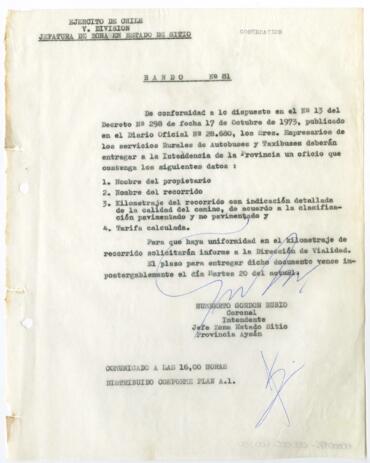 EJERCITO DE CHILE
V. DIVISION
JEFATURA DE ZONA EN ESTADO DE SITIO
B A N D O   Nº 81
De conformidad a lo dispuesto en el Nº 13 del
Decreto Nº 298 de fecha 17 de Octubre de 1973, publicado
en el Diario Oficial Nº 28.680, los Sres. Empresarios de
los servicios Rurales de Autobuses y Taxibuses deberán
entregar a la Intendencia de la Provincia un oficio que
contenga los siguientes datos :
1. Nombre del propietario
2. Nombre del recorrido
3. Kilometraje del recorrido con indicación detallada
de la calidad del camino, de acuerdo a la clasifica-
ción pavimentado y no pavimentado y
4. Tarifa calculada.
Para que haya uniformidad en el kilometraje de
recorrido solicitarán informe a la Dirección de Vialidad.
El plazo para entregar dicho documento vence im-
postergablemente el día Martes 20 del actual.
HUMBERTO GORDON RUBIO
Coronel
Intendente
Jefe Zona Estado Sitio
Provincia Aysén
COMUNICADO A LAS 16,00 HORAS
DISTRIBUIDO CONFORME PLAN A.1.